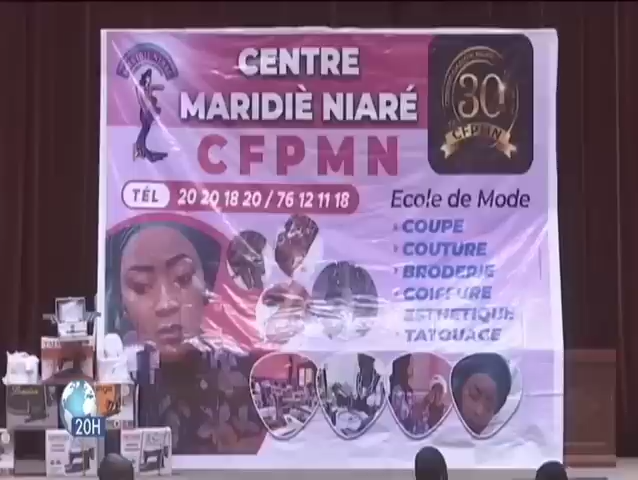 CENTRE
MARIDIÈ NIARÉ
CFPMN
30
CFPMN
TÉL 20 20 18 20 / 76 12 11 18
Ecole de Mode
COUPE
COUTURE
BRODERIE
COIFFURE
ESTHETIQUE
TATOUAGE
20H